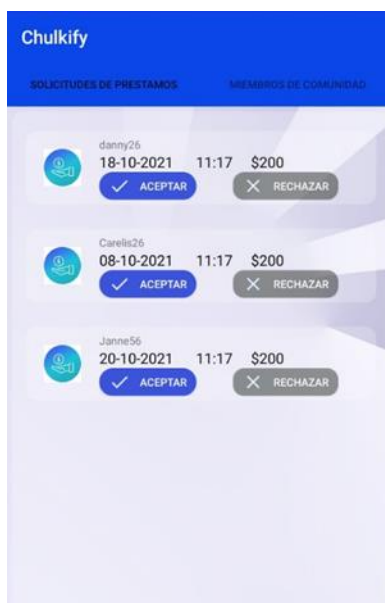 Chulkify
SOLICITUDES DE PRESTAMOS MIEMBROS DE COMUNIDAD
danny26
18-10-2021 11:17 $200
ACEPTAR RECHAZAR
Carelis26
08-10-2021 11:17 $200
ACEPTAR RECHAZAR
Janne56
20-10-2021 11:17 $200
ACEPTAR RECHAZAR